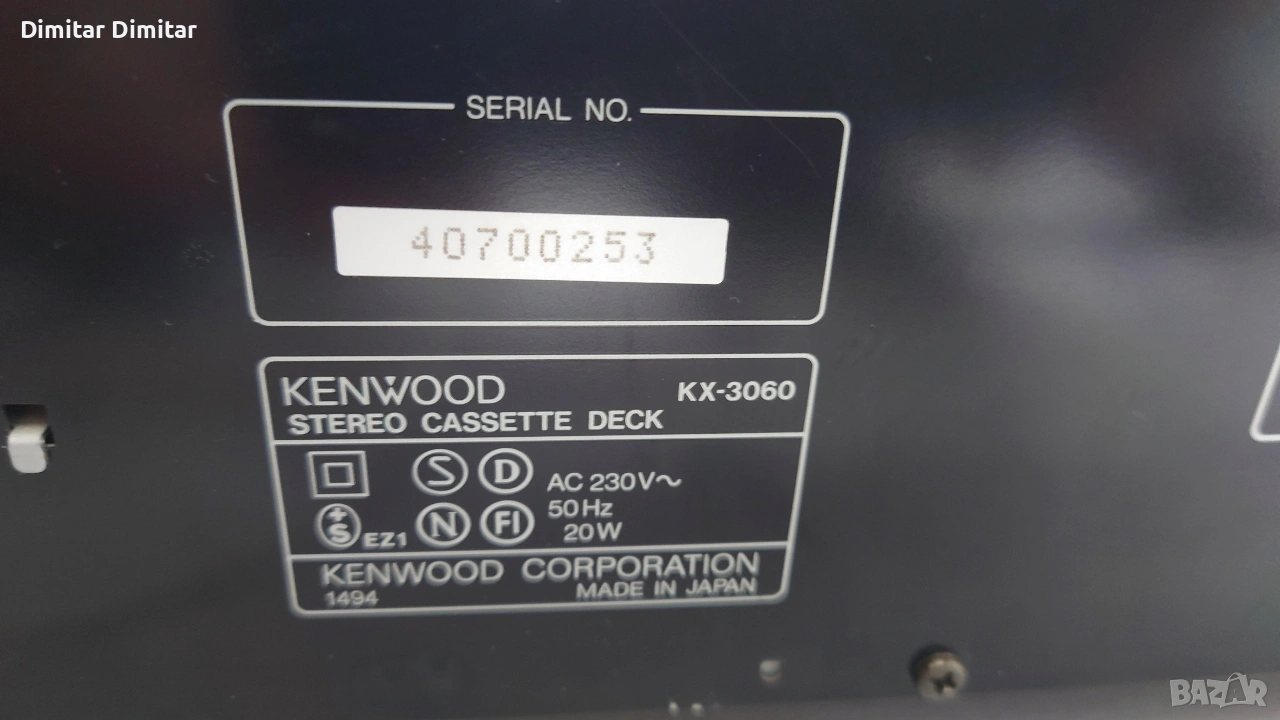 Dimitar Dimitar
SERIAL NO.
40700253
KENWOOD KX-3060
STEREO CASSETTE DECK
S D AC 230V~
50Hz
+S EZ1 N FI 20W
KENWOOD CORPORATION
1494 MADE IN JAPAN
BAZAR